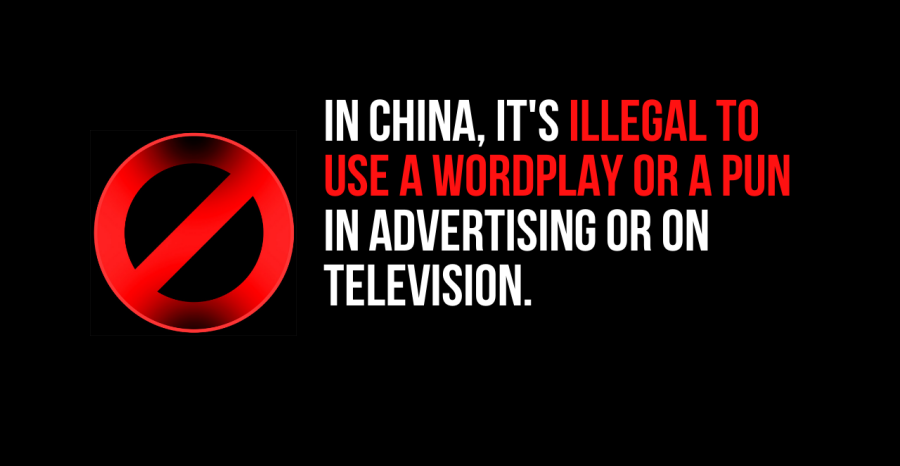 IN CHINA, IT'S ILLEGAL TO
USE A WORDPLAY OR A PUN
IN ADVERTISING OR ON
TELEVISION.